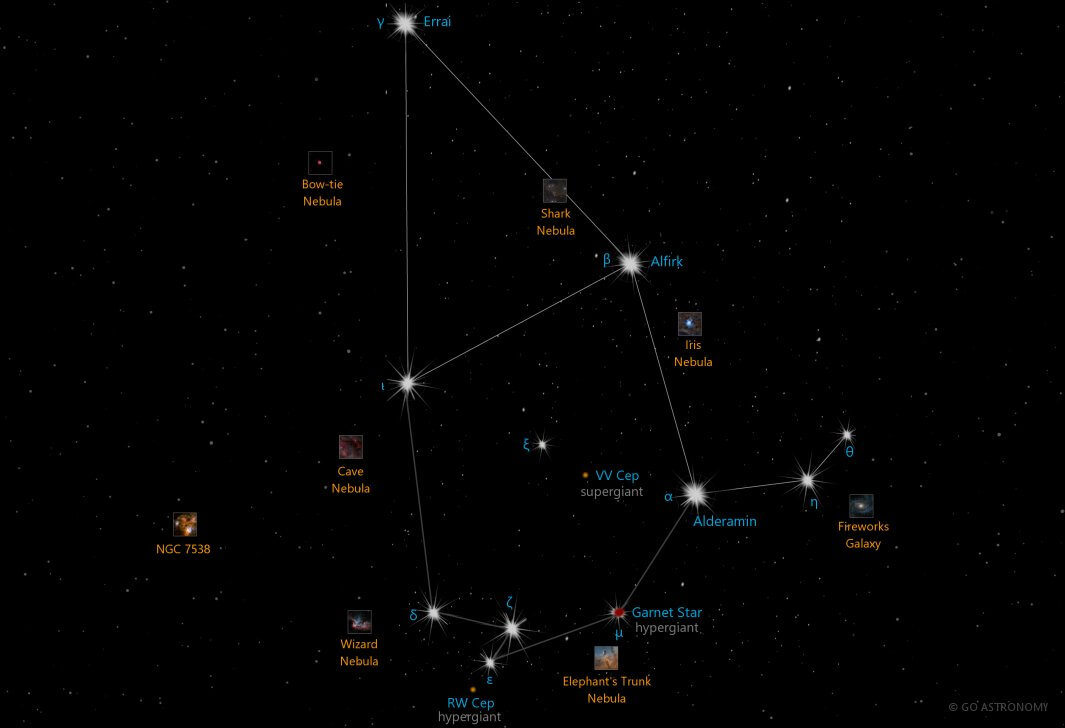 γ Errai
Bow-tie
Nebula
Shark
Nebula
β Alfirk
Iris
Nebula
ι
ξ
θ
Cave
Nebula
VV Cep
supergiant
α
Alderamin
η
Fireworks
Galaxy
NGC 7538
δ
ζ
Garnet Star
hypergiant
μ
Wizard
Nebula
ε
Elephant's Trunk
Nebula
RW Cep
hypergiant
© GO ASTRONOMY